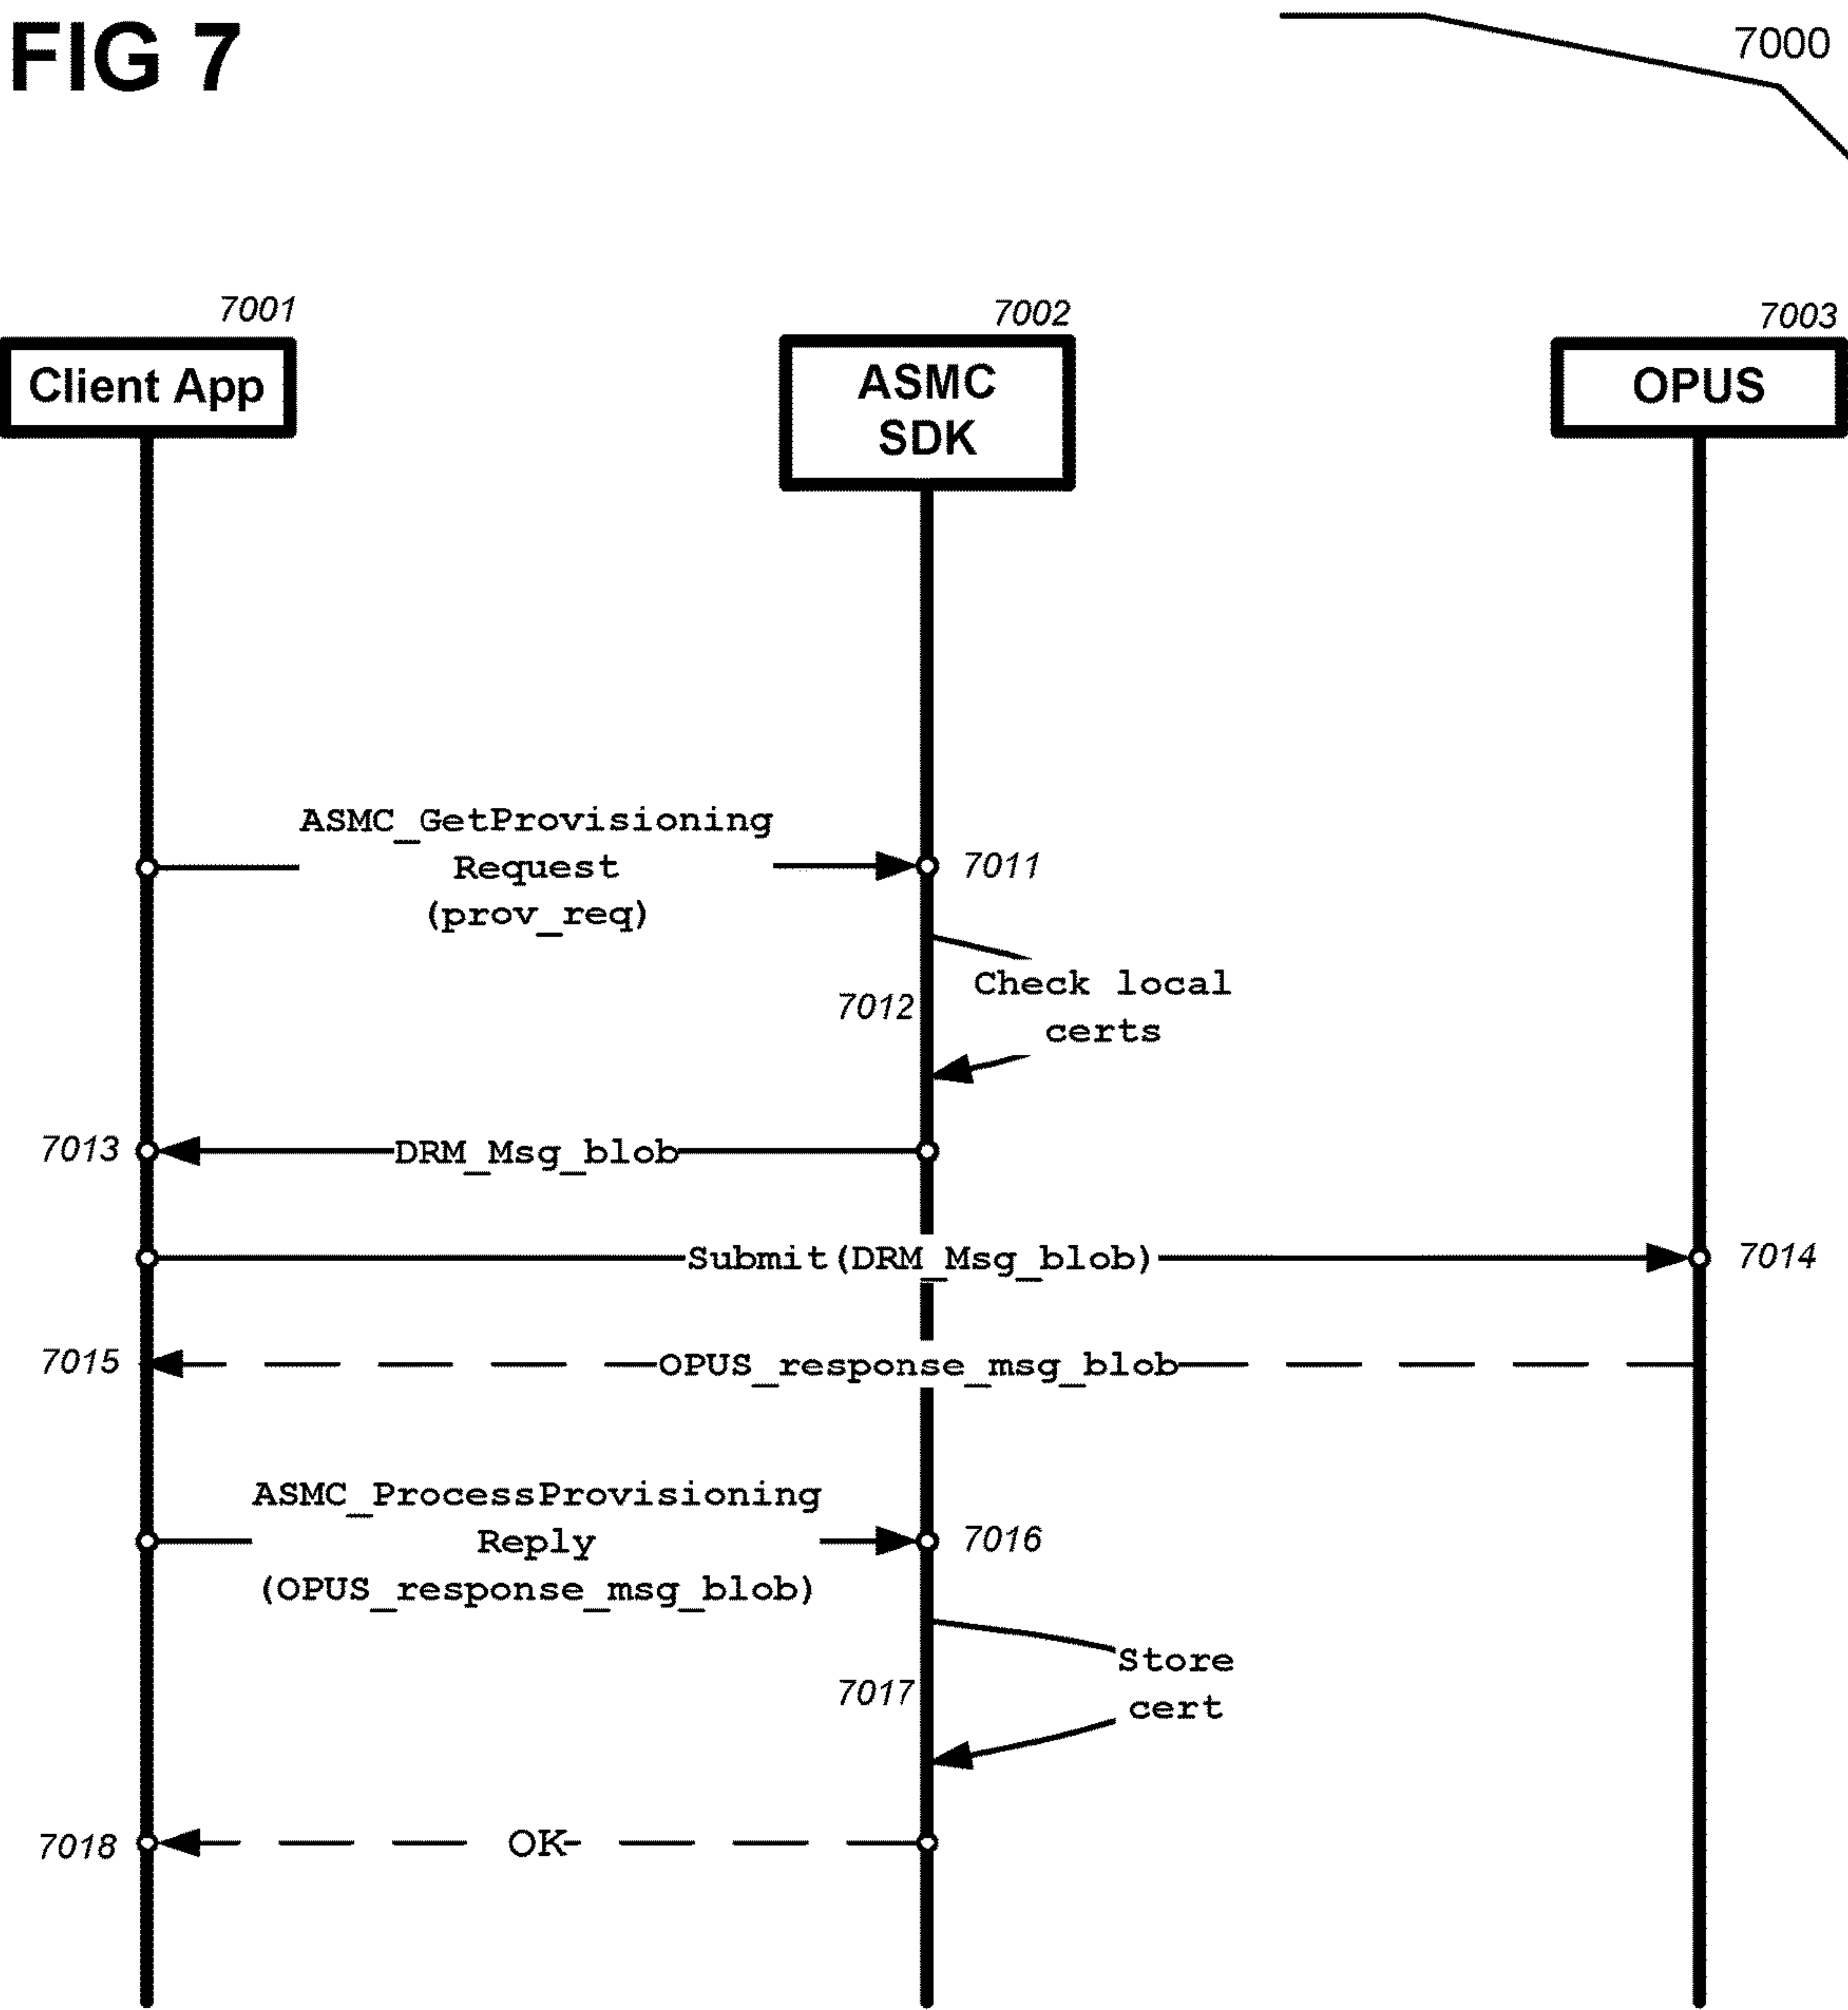 FIG 7
7000
7001
7002
7003
Client App
ASMC
SDK
OPUS
ASMC_GetProvisioning
Request
(prov_req)
7011
Check local
certs
7012
7013
DRM_Msg_blob
Submit(DRM_Msg_blob)
7014
7015
OPUS_response_msg_blob
ASMC_ProcessProvisioning
Reply
(OPUS_response_msg_blob)
7016
Store
cert
7017
7018
OK